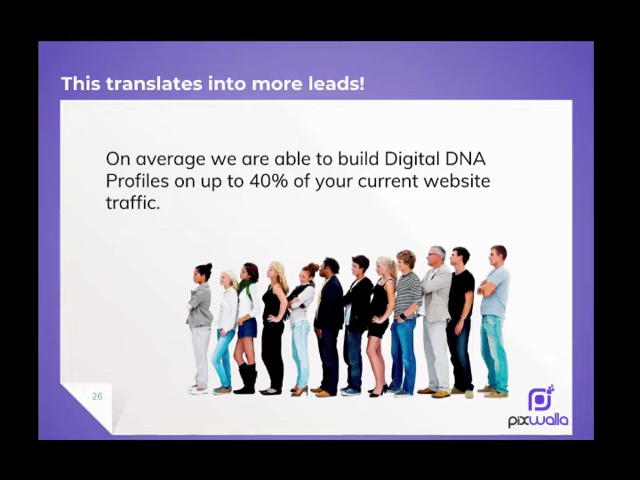 This translates into more leads!
On average we are able to build Digital DNA
Profiles on up to 40% of your current website
traffic.
26
pixwalla